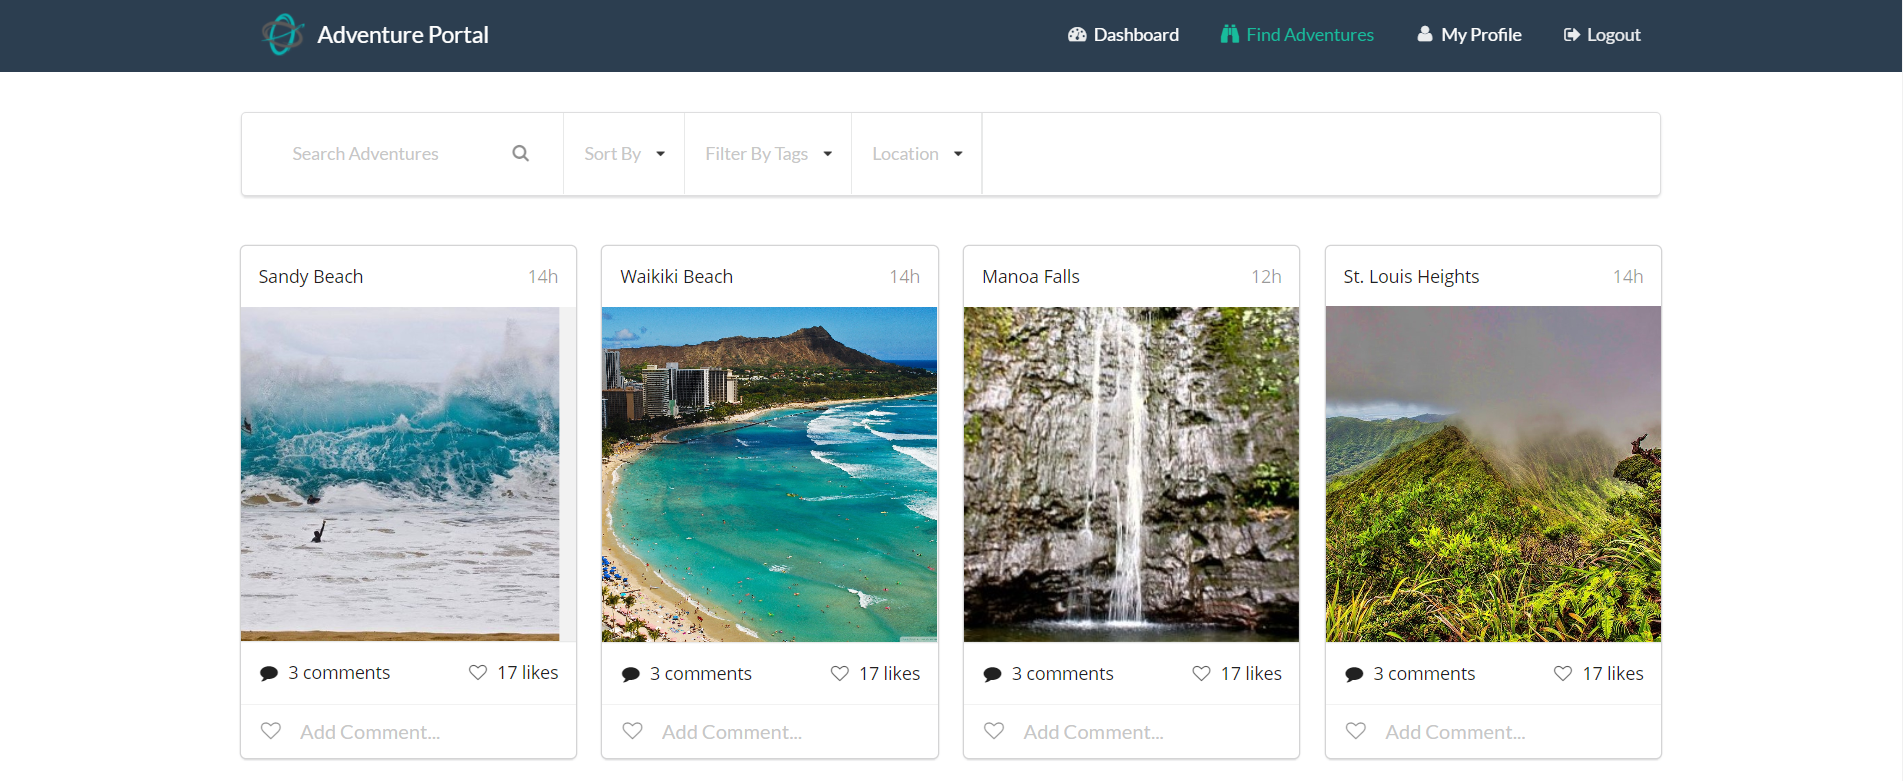 Adventure Portal
Dashboard
Find Adventures
My Profile
Logout
Search Adventures
Sort By
Filter By Tags
Location
Sandy Beach 14h
Waikiki Beach 14h
Manoa Falls 12h
St. Louis Heights 14h
3 comments 17 likes
3 comments 17 likes
3 comments 17 likes
3 comments 17 likes
Add Comment...
Add Comment...
Add Comment...
Add Comment...